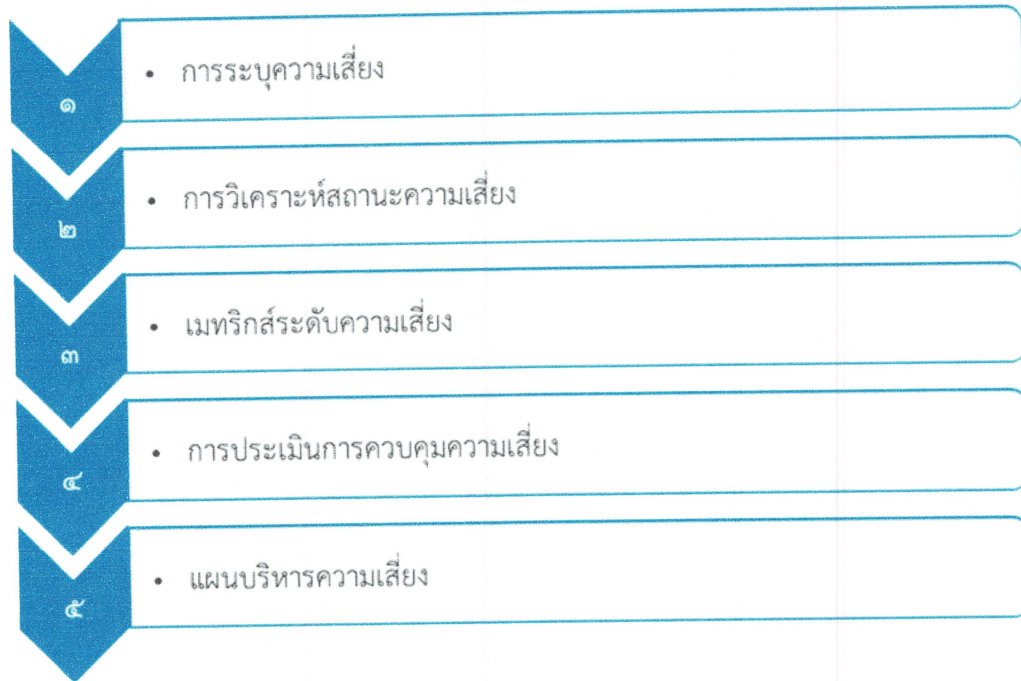 ๑
• การระบุความเสี่ยง
๒
• การวิเคราะห์สถานะความเสี่ยง
๓
• เมทริกส์ระดับความเสี่ยง
๔
• การประเมินการควบคุมความเสี่ยง
๕
• แผนบริหารความเสี่ยง